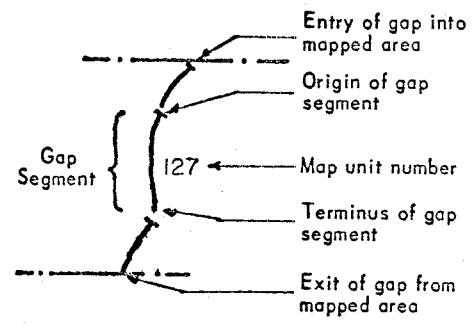 Entry of gap into
mapped area
Origin of gap
segment
Gap
Segment
127
Map unit number
Terminus of gap
segment
Exit of gap from
mapped area